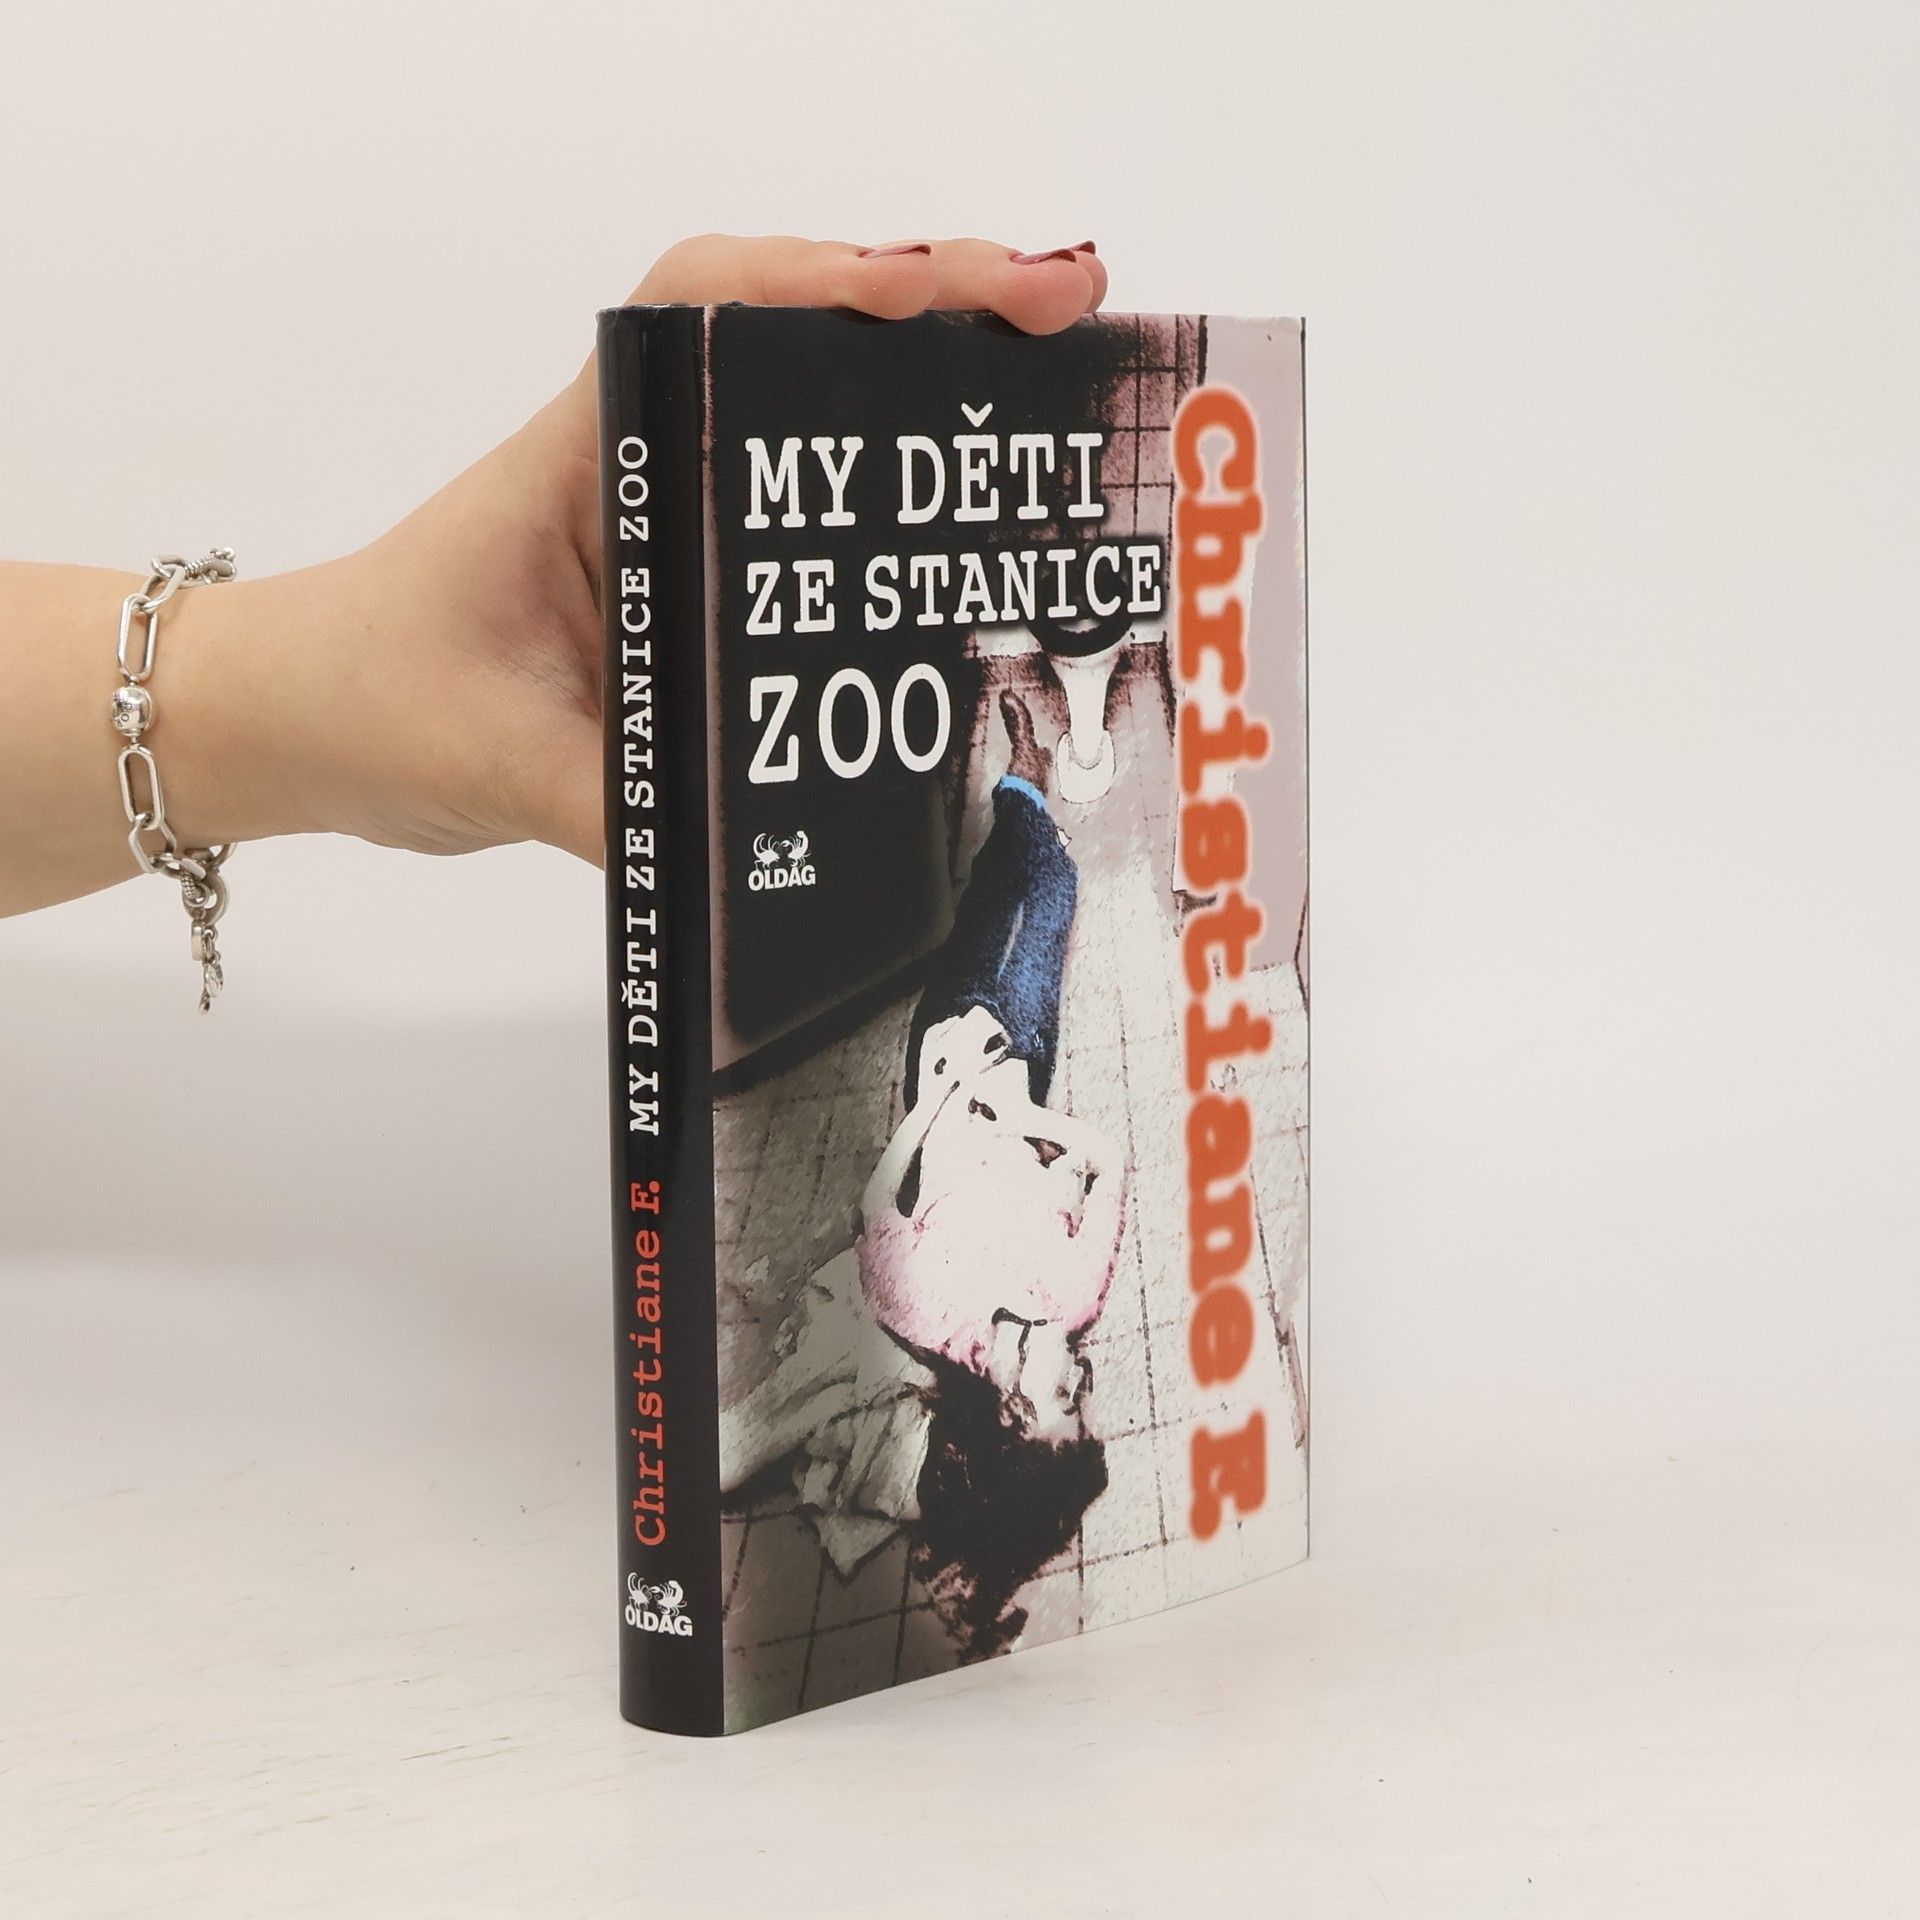 MY DĚTI
ZE STANICE
ZOO
OLDAG
Christiane F.
Christiane F. MY DĚTI ZE STANICE ZOO
OLDAG